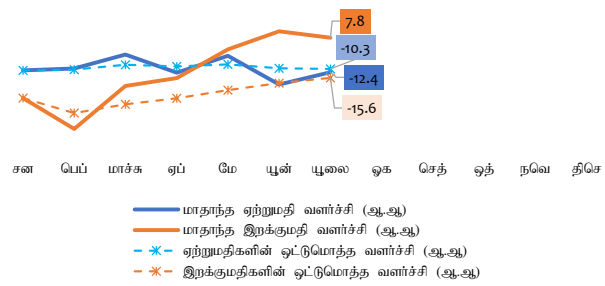 7.8
-10.3
-12.4
-15.6
சன பெப் மாச்சு ஏப் மே யூன் யூலை ஓக செத் ஒத் நவெ திசெ
மாதாந்த ஏற்றுமதி வளர்ச்சி (ஆ.ஆ)
மாதாந்த இறக்குமதி வளர்ச்சி (ஆ.ஆ)
ஏற்றுமதிகளின் ஒட்டுமொத்த வளர்ச்சி (ஆ.ஆ)
இறக்குமதிகளின் ஒட்டுமொத்த வளர்ச்சி (ஆ.ஆ)